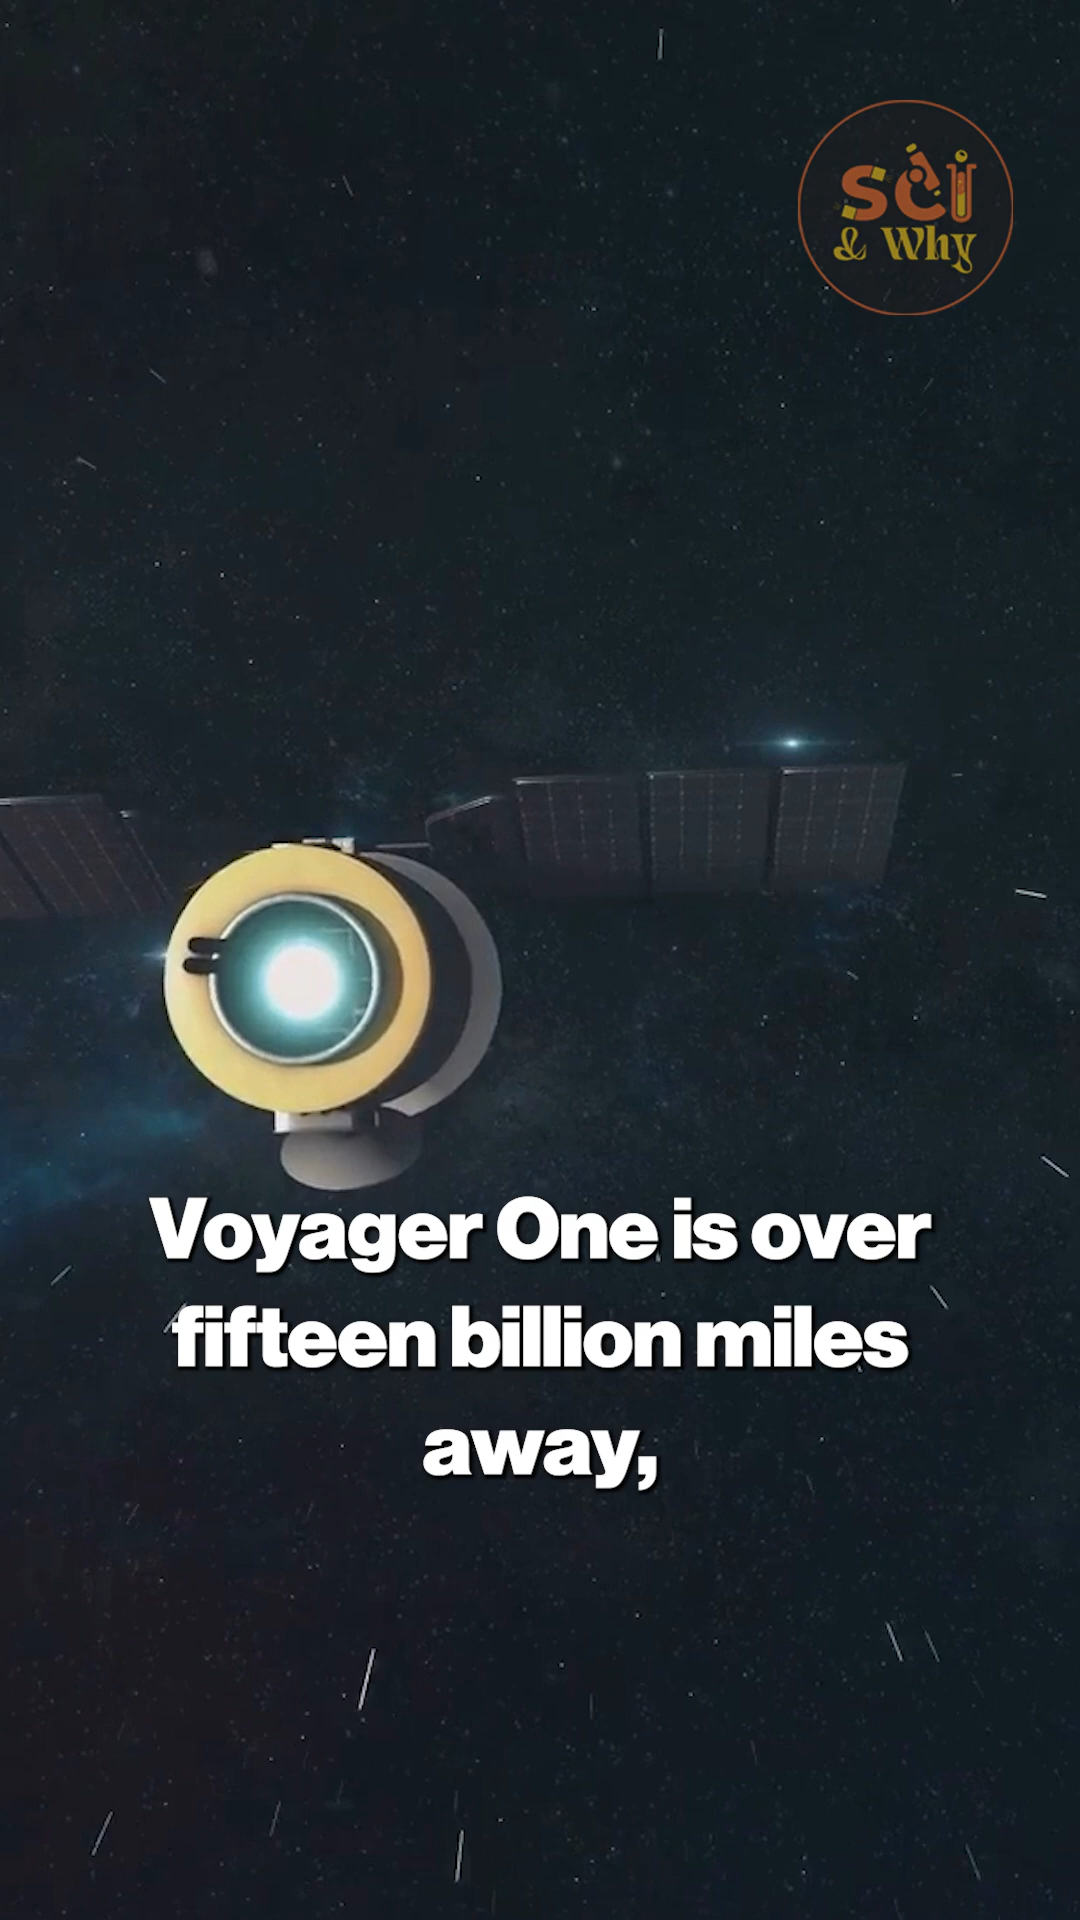 sci
& Why
Voyager One is over
fifteen billion miles
away,